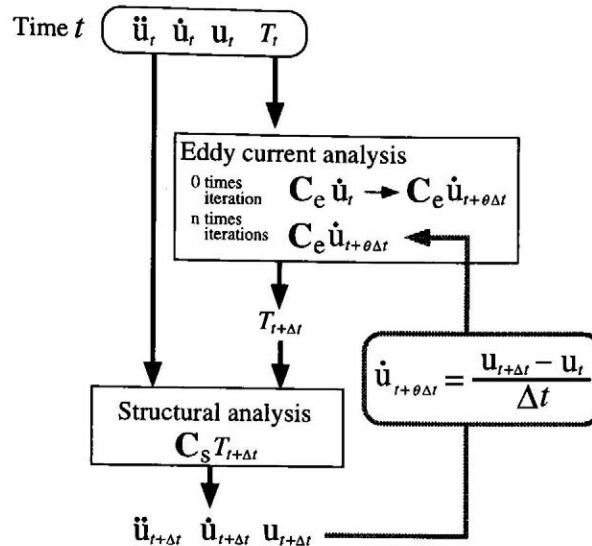 Time t  ü_t  u̇_t  u_t  T_t
Eddy current analysis
0 times iteration  C_e u̇_t → C_e u̇_{t+θΔt}
n times iterations  C_e u̇_{t+θΔt}
T_{t+Δt}
u̇_{t+θΔt} = (u_{t+Δt} − u_t) / Δt
Structural analysis
C_s T_{t+Δt}
ü_{t+Δt}  u̇_{t+Δt}  u_{t+Δt}